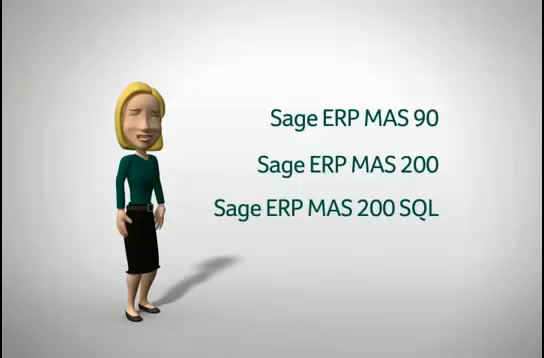 Sage ERP MAS 90
Sage ERP MAS 200
Sage ERP MAS 200 SQL